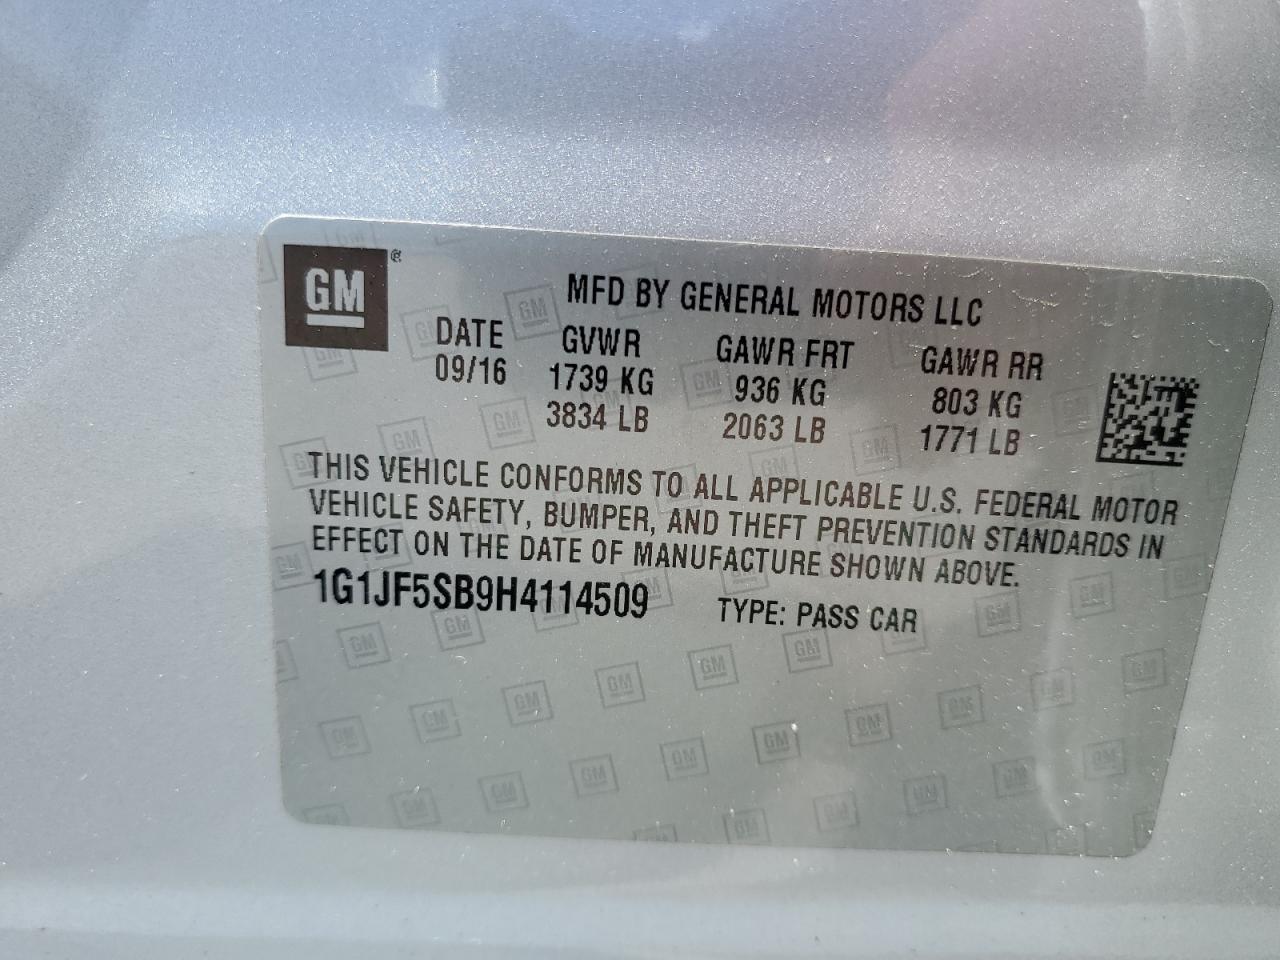 GM®
MFD BY GENERAL MOTORS LLC
DATE GVWR GAWR FRT GAWR RR
09/16 1739 KG 936 KG 803 KG
3834 LB 2063 LB 1771 LB
THIS VEHICLE CONFORMS TO ALL APPLICABLE U.S. FEDERAL MOTOR
VEHICLE SAFETY, BUMPER, AND THEFT PREVENTION STANDARDS IN
EFFECT ON THE DATE OF MANUFACTURE SHOWN ABOVE.
1G1JF5SB9H4114509 TYPE: PASS CAR